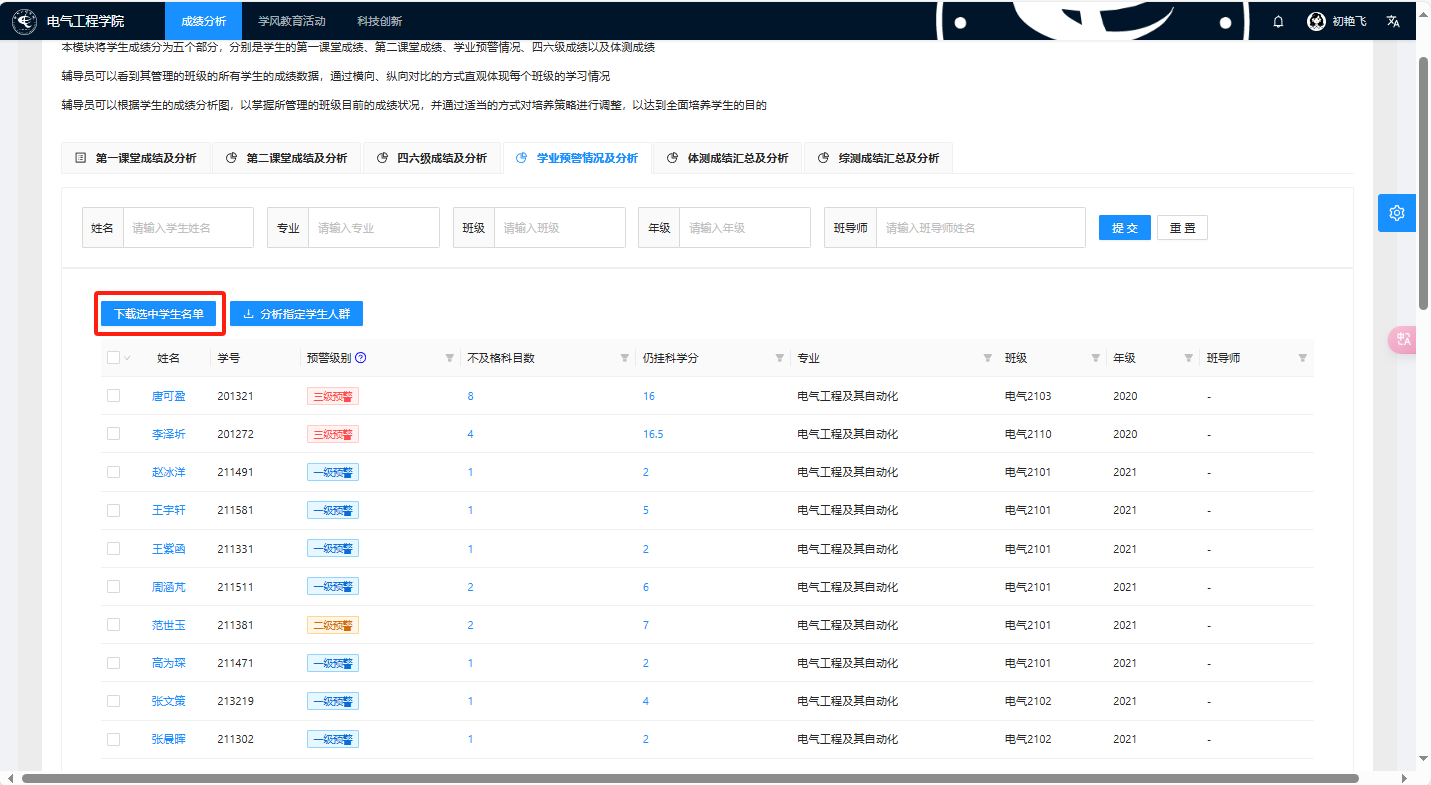 电气工程学院 成绩分析 学风教育活动 科技创新 初艳飞
本模块将学生成绩分为五个部分，分别是学生的第一课堂成绩、第二课堂成绩、学业预警情况、四六级成绩以及体测成绩
辅导员可以看到其管理的班级的所有学生的成绩数据，通过横向、纵向对比的方式直观体现每个班级的学习情况
辅导员可以根据学生的成绩分析图，以掌握所管理的班级目前的成绩状况，并通过适当的方式对培养策略进行调整，以达到全面培养学生的目的
第一课堂成绩及分析 第二课堂成绩及分析 四六级成绩及分析 学业预警情况及分析 体测成绩汇总及分析 综测成绩汇总及分析
姓名 请输入学生姓名 专业 请输入专业 班级 请输入班级 年级 请输入年级 班导师 请输入班导师姓名 提 交 重 置
下载选中学生名单 分析指定学生人群
姓名 学号 预警级别 不及格科目数 仍挂科学分 专业 班级 年级 班导师
唐可盈 201321 三级预警 8 16 电气工程及其自动化 电气2103 2020 -
李泽圻 201272 三级预警 4 16.5 电气工程及其自动化 电气2110 2020 -
赵冰洋 211491 一级预警 1 2 电气工程及其自动化 电气2101 2021 -
王宇轩 211581 一级预警 1 5 电气工程及其自动化 电气2101 2021 -
王紫函 211331 一级预警 1 2 电气工程及其自动化 电气2101 2021 -
周涵芃 211511 一级预警 2 6 电气工程及其自动化 电气2101 2021 -
范世玉 211381 二级预警 2 7 电气工程及其自动化 电气2101 2021 -
高为琛 211471 一级预警 1 2 电气工程及其自动化 电气2101 2021 -
张文策 213219 一级预警 1 4 电气工程及其自动化 电气2102 2021 -
张晨晖 211302 一级预警 1 2 电气工程及其自动化 电气2102 2021 -